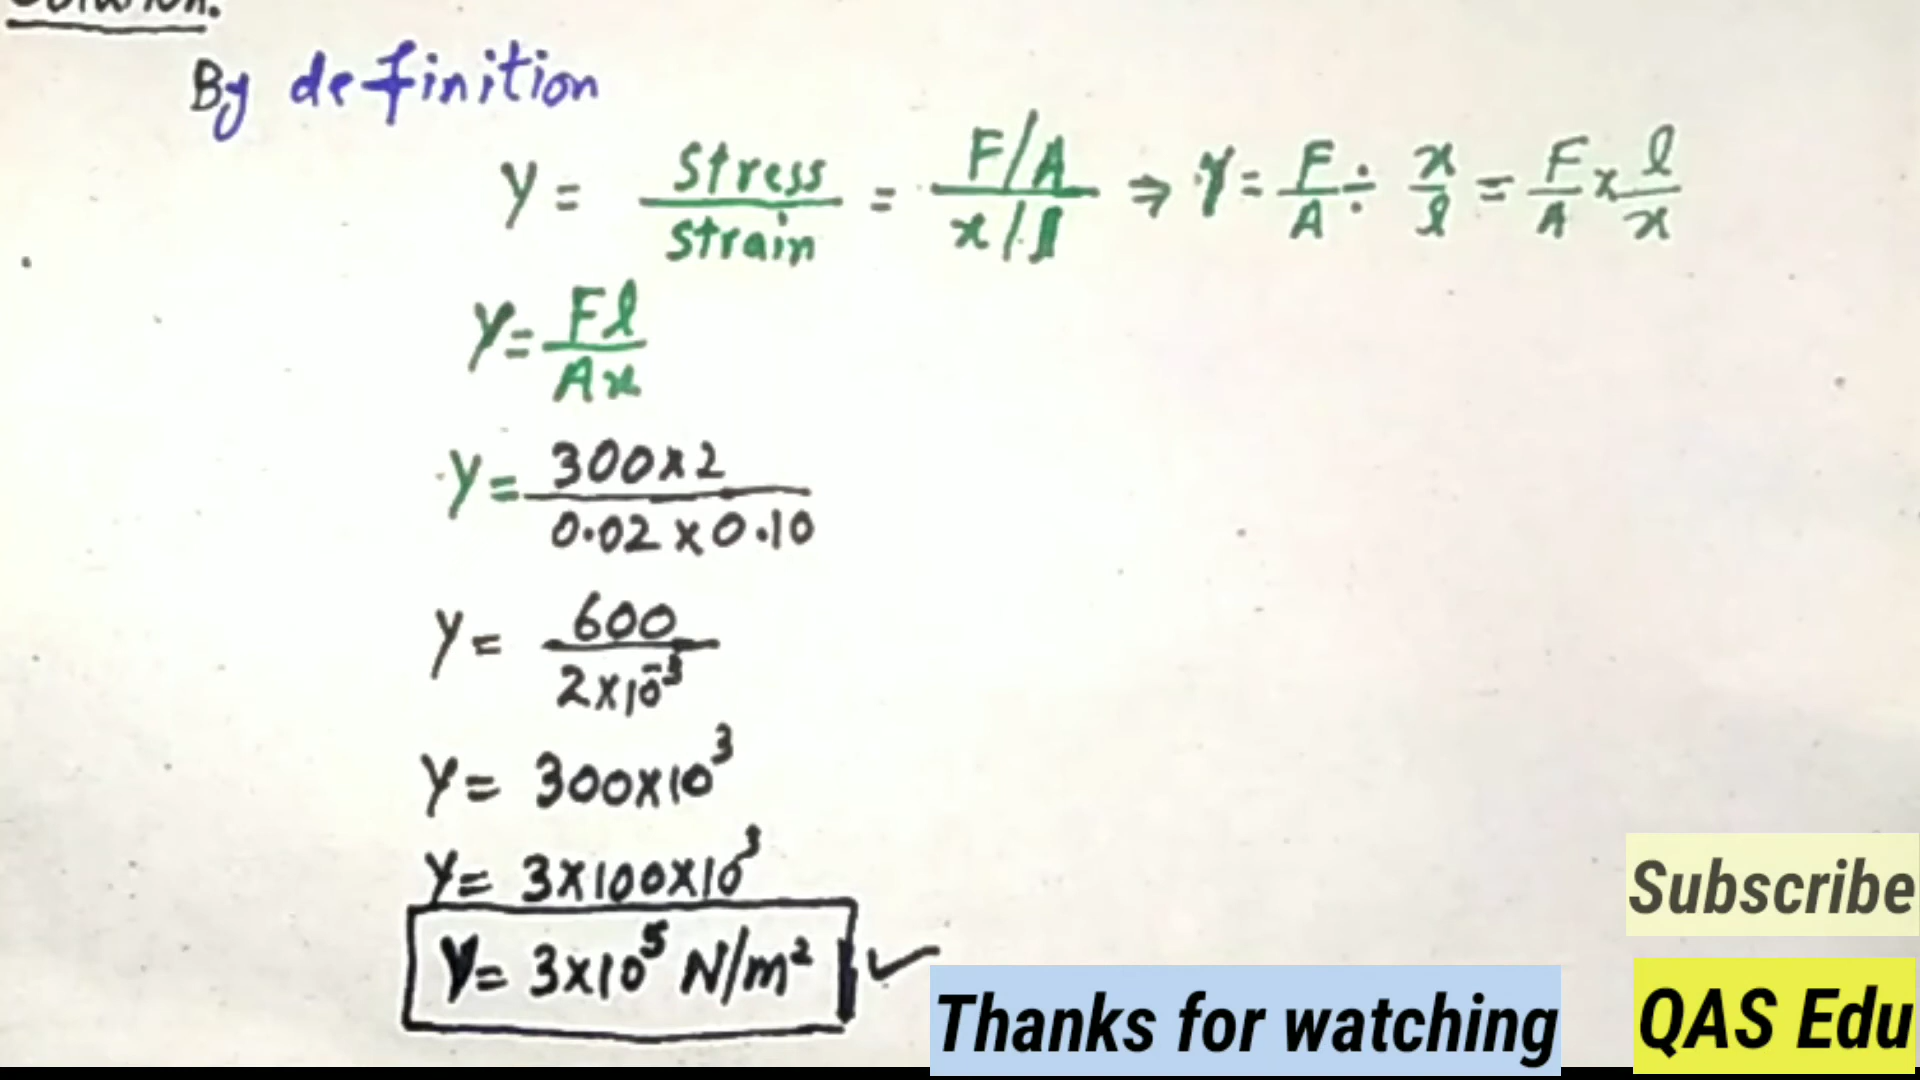 Solution.
By definition
Y = Stress/Strain = F/A / x/l ⇒ Y = F/A ÷ x/l = F/A × l/x
Y = Fl/Ax
Y = 300×2 / 0.02×0.10
Y = 600 / 2×10⁻³
Y = 300×10³
Y = 3×100×10³
Y = 3×10⁵ N/m² ✓
Subscribe
Thanks for watching
QAS Edu